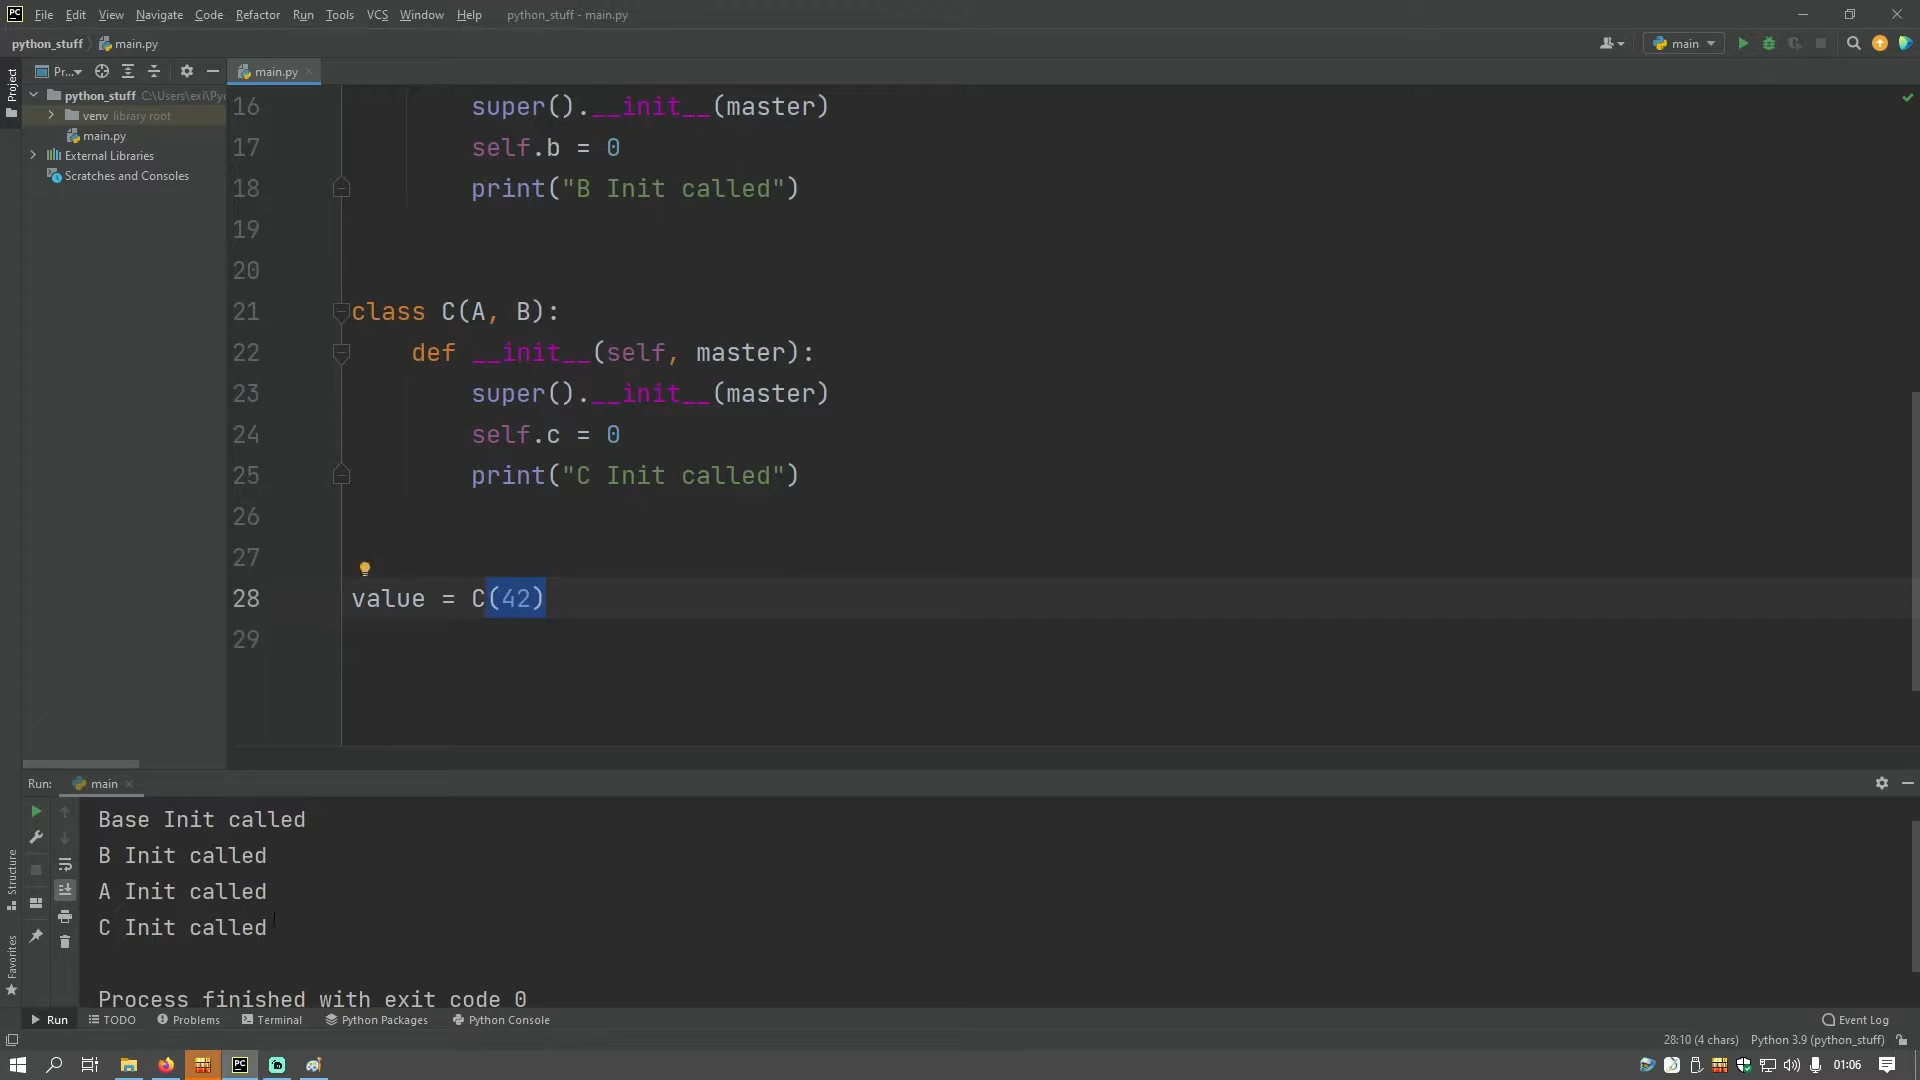 PC File Edit View Navigate Code Refactor Run Tools VCS Window Help python_stuff - main.py
python_stuff main.py main
Project
Pr... main.py
python_stuff C:\Users\exi\Pyc
venv library root
main.py
External Libraries
Scratches and Consoles
16 super().__init__(master)
17 self.b = 0
18 print("B Init called")
19
20
21 class C(A, B):
22 def __init__(self, master):
23 super().__init__(master)
24 self.c = 0
25 print("C Init called")
26
27
28 value = C(42)
29
Run: main
Base Init called
B Init called
A Init called
C Init called
Process finished with exit code 0
Structure
Favorites
Run TODO Problems Terminal Python Packages Python Console Event Log
28:10 (4 chars) Python 3.9 (python_stuff)
PC 01:06